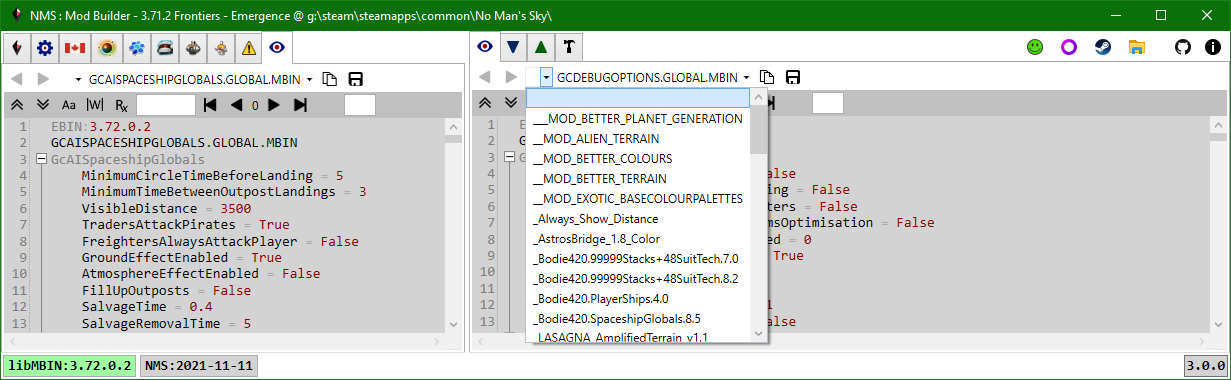 NMS : Mod Builder - 3.71.2 Frontiers - Emergence @ g:\steam\steamapps\common\No Man's Sky\
GCAISPACESHIPGLOBALS.GLOBAL.MBIN
Aa |W| Rx 0
1 EBIN:3.72.0.2
2 GCAISPACESHIPGLOBALS.GLOBAL.MBIN
3 GcAISpaceshipGlobals
4 MinimumCircleTimeBeforeLanding = 5
5 MinimumTimeBetweenOutpostLandings = 3
6 VisibleDistance = 3500
7 TradersAttackPirates = True
8 FreightersAlwaysAttackPlayer = False
9 GroundEffectEnabled = True
10 AtmosphereEffectEnabled = False
11 FillUpOutposts = False
12 SalvageTime = 0.4
13 SalvageRemovalTime = 5
GCDEBUGOPTIONS.GLOBAL.MBIN
___MOD_BETTER_PLANET_GENERATION
__MOD_ALIEN_TERRAIN
__MOD_BETTER_COLOURS
__MOD_BETTER_TERRAIN
__MOD_EXOTIC_BASECOLOURPALETTES
_Always_Show_Distance
_AstrosBridge_1.8_Color
_Bodie420.99999Stacks+48SuitTech.7.0
_Bodie420.99999Stacks+48SuitTech.8.2
_Bodie420.PlayerShips.4.0
_Bodie420.SpaceshipGlobals.8.5
_LASAGNA_AmplifiedTerrain_v1.1
1 E
2 G
3 G
4 alse
5 ing = False
6 ters = False
7 msOptimisation = False
8 ed = 0
9 True
10
11
12 1
13 alse
libMBIN:3.72.0.2
NMS:2021-11-11
3.0.0